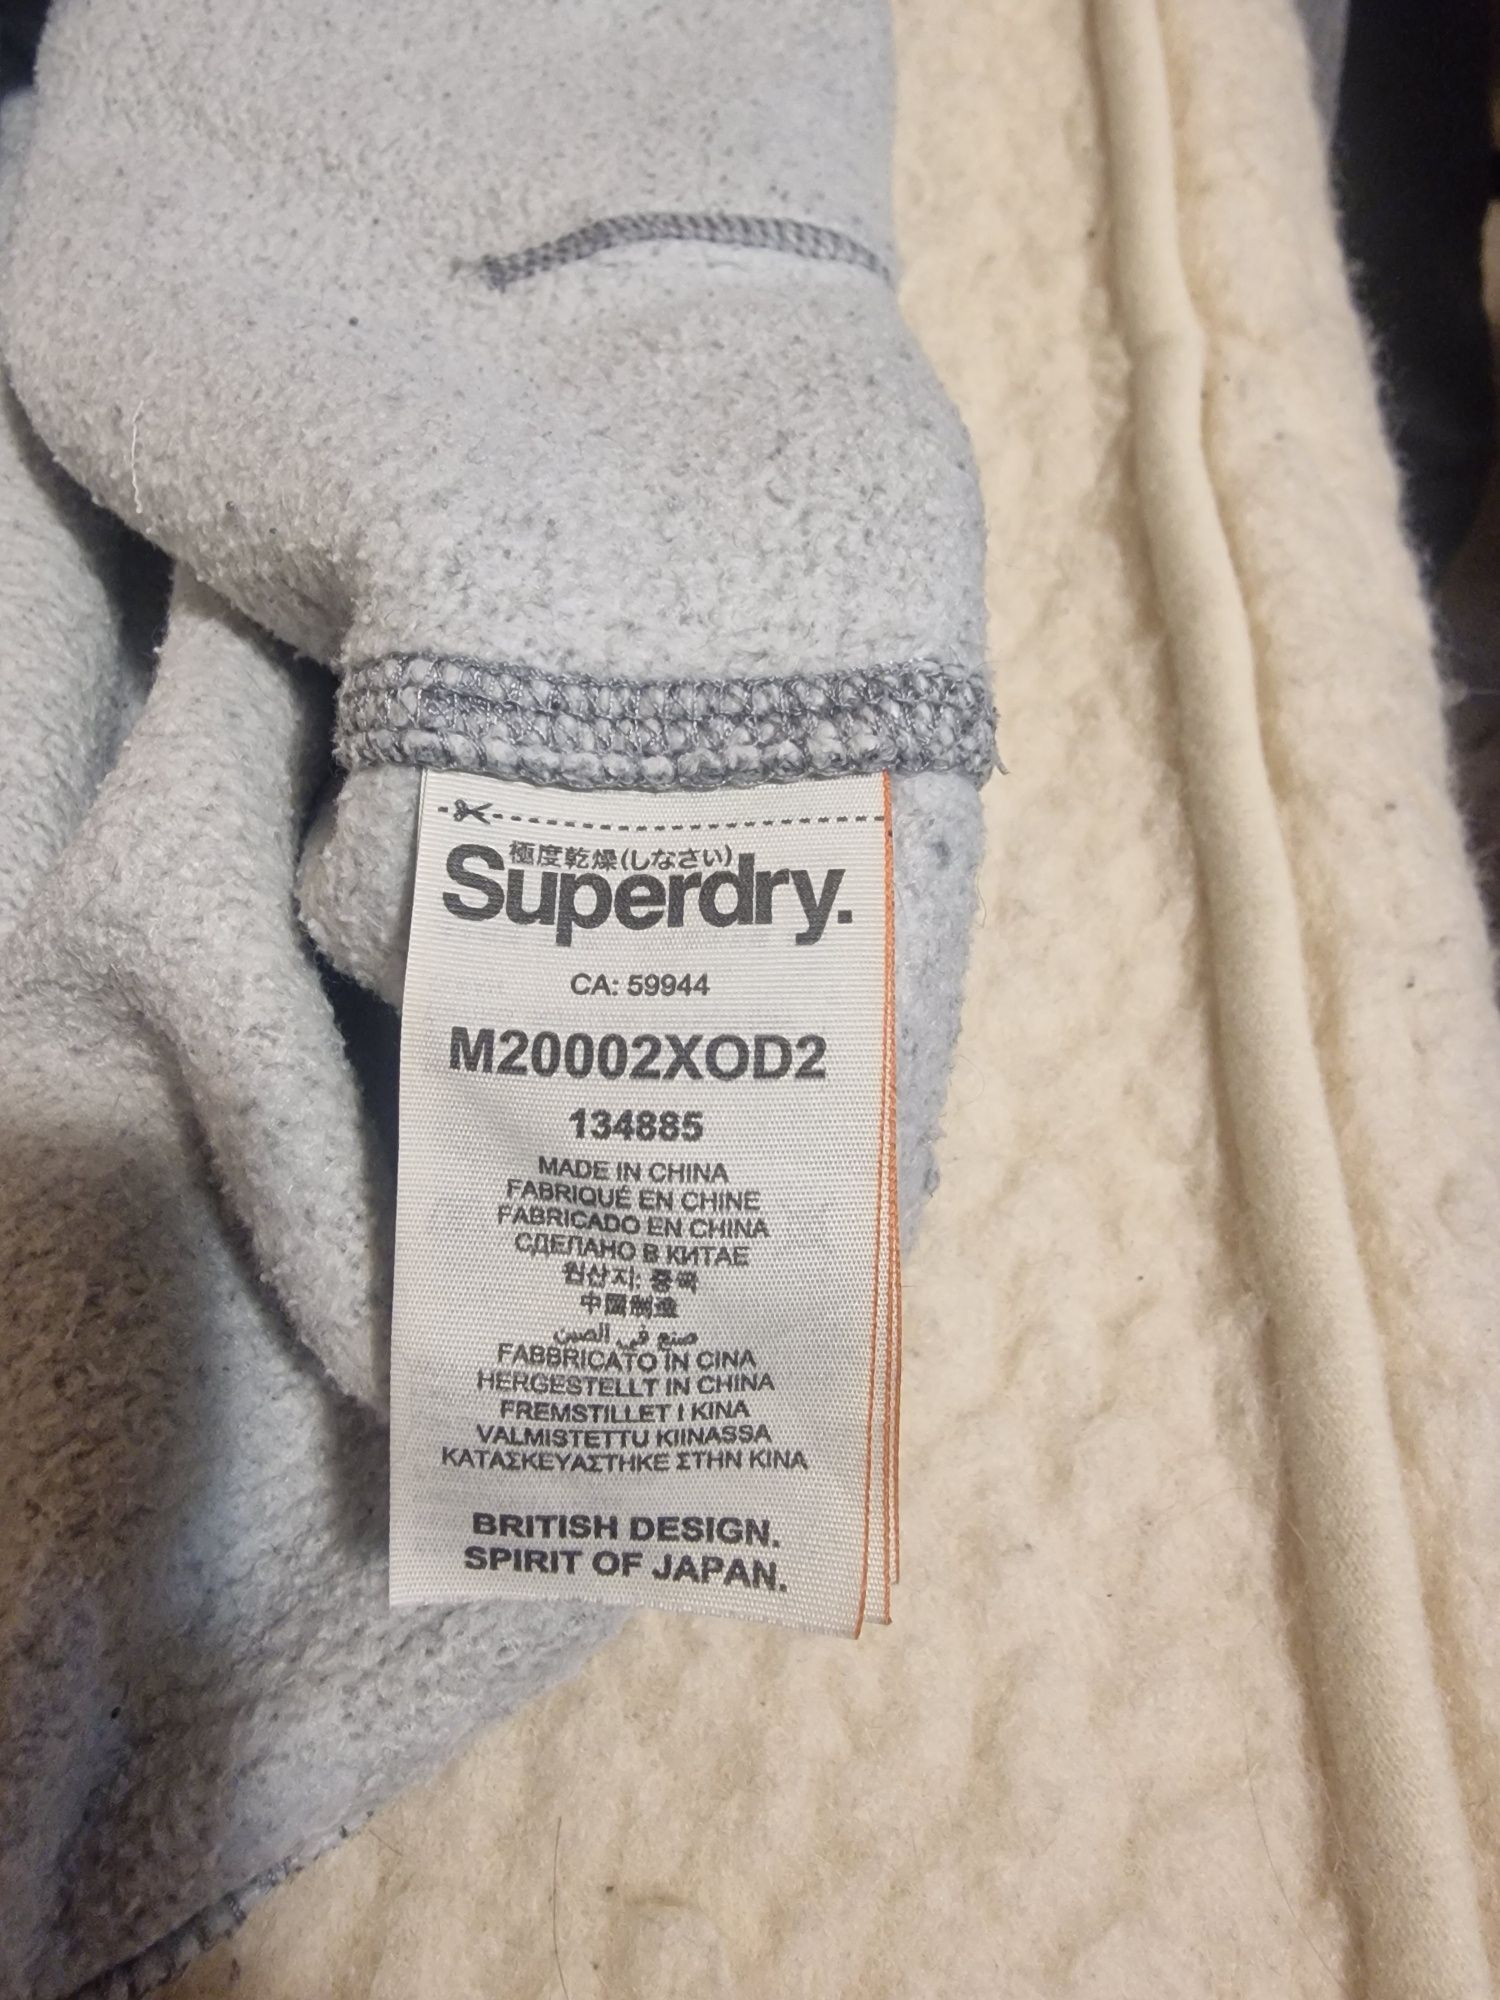 極度乾燥(しなさい)
Superdry.
CA: 59944
M20002XOD2
134885
MADE IN CHINA
FABRIQUÉ EN CHINE
FABRICADO EN CHINA
СДЕЛАНО В КИТАЕ
원산지: 중국
中國制造
صنع في الصين
FABBRICATO IN CINA
HERGESTELLT IN CHINA
FREMSTILLET I KINA
VALMISTETTU KIINASSA
ΚΑΤΑΣΚΕΥΑΣΤΗΚΕ ΣΤΗΝ ΚΙΝΑ
BRITISH DESIGN.
SPIRIT OF JAPAN.